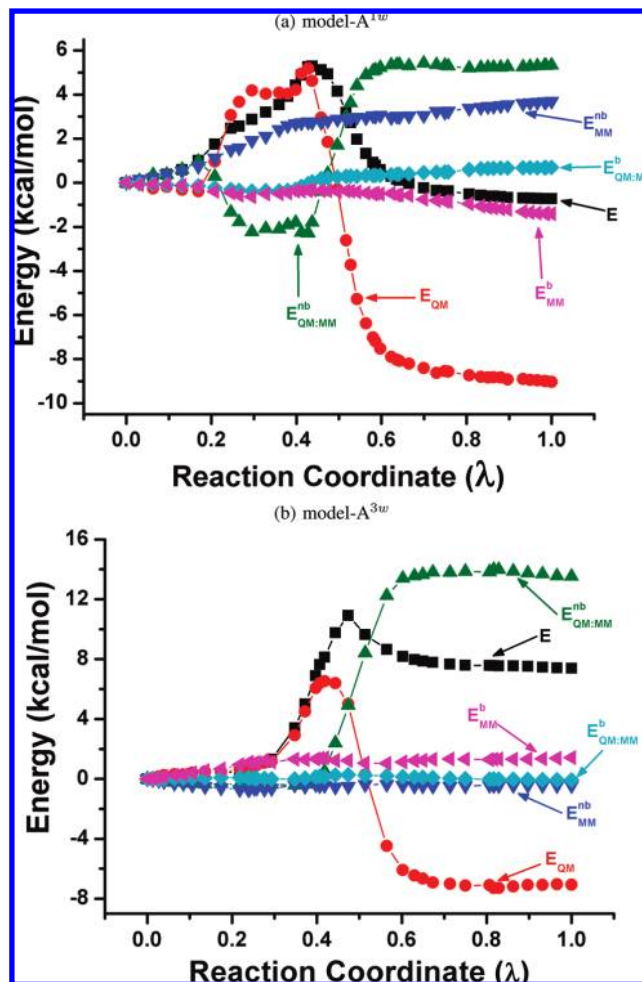 (a) model-A¹ʷ
6
4
2
0
-2
-4
-6
-8
-10
Energy (kcal/mol)
E^nb_MM
E^b_QM:M
E
E^b_MM
E_QM
E^nb_QM:MM
0.0 0.2 0.4 0.6 0.8 1.0
Reaction Coordinate (λ)
(b) model-A³ʷ
16
12
8
4
0
-4
-8
Energy (kcal/mol)
E^nb_QM:MM
E
E^b_MM
E^b_QM:MM
E^nb_MM
E_QM
0.0 0.2 0.4 0.6 0.8 1.0
Reaction Coordinate (λ)